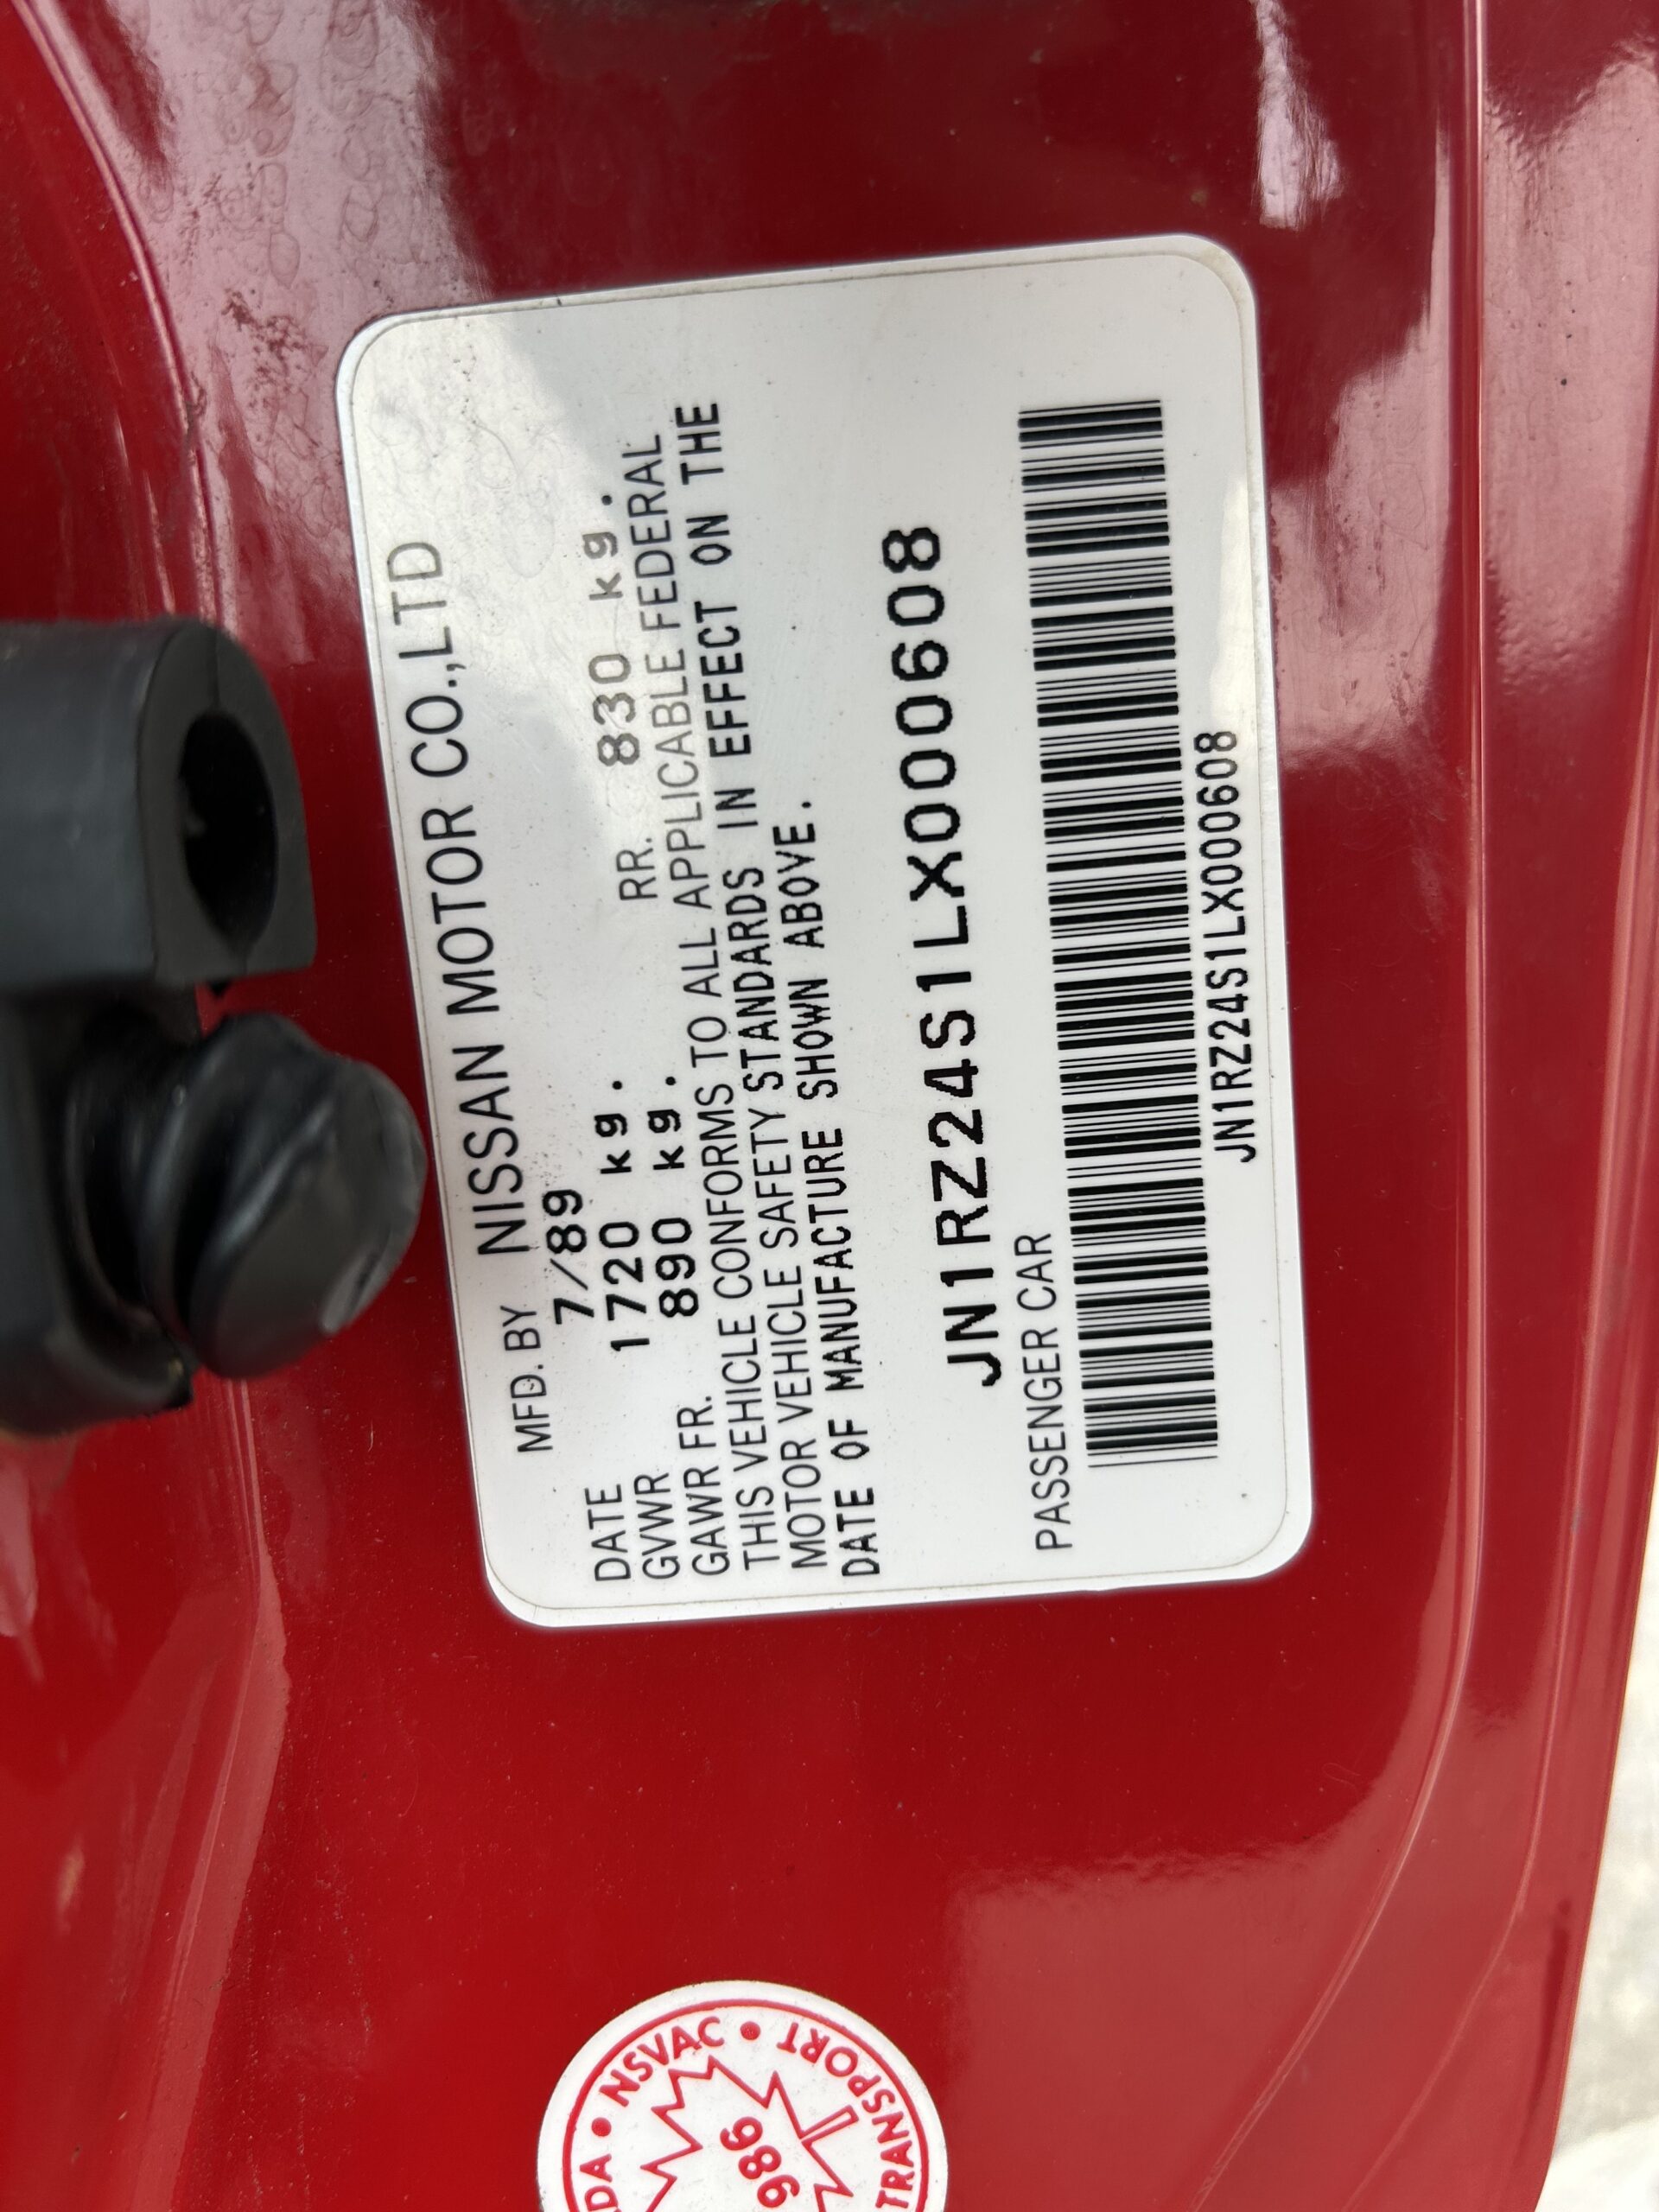 MFD. BY NISSAN MOTOR CO.,LTD
DATE 7/89
GVWR 1720 kg.
GAWR FR. 890 kg. RR. 830 kg.
THIS VEHICLE CONFORMS TO ALL APPLICABLE FEDERAL
MOTOR VEHICLE SAFETY STANDARDS IN EFFECT ON THE
DATE OF MANUFACTURE SHOWN ABOVE.
JN1RZ24S1LX000608
PASSENGER CAR
JN1RZ24S1LX000608
DA • NSVAC • TRANSPORT
986